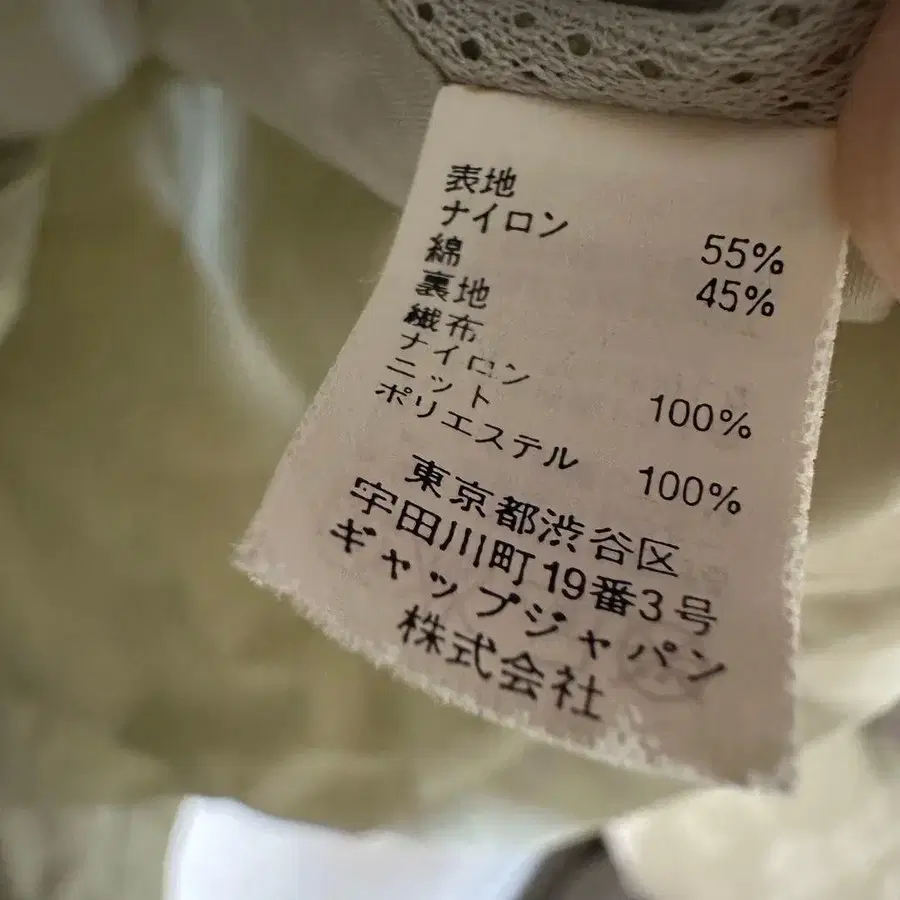 表地
ナイロン 55%
綿 45%
裏地
繊布
ナイロン 100%
ニット
ポリエステル 100%
東京都渋谷区
宇田川町19番3号
ギャップジャパン
株式会社